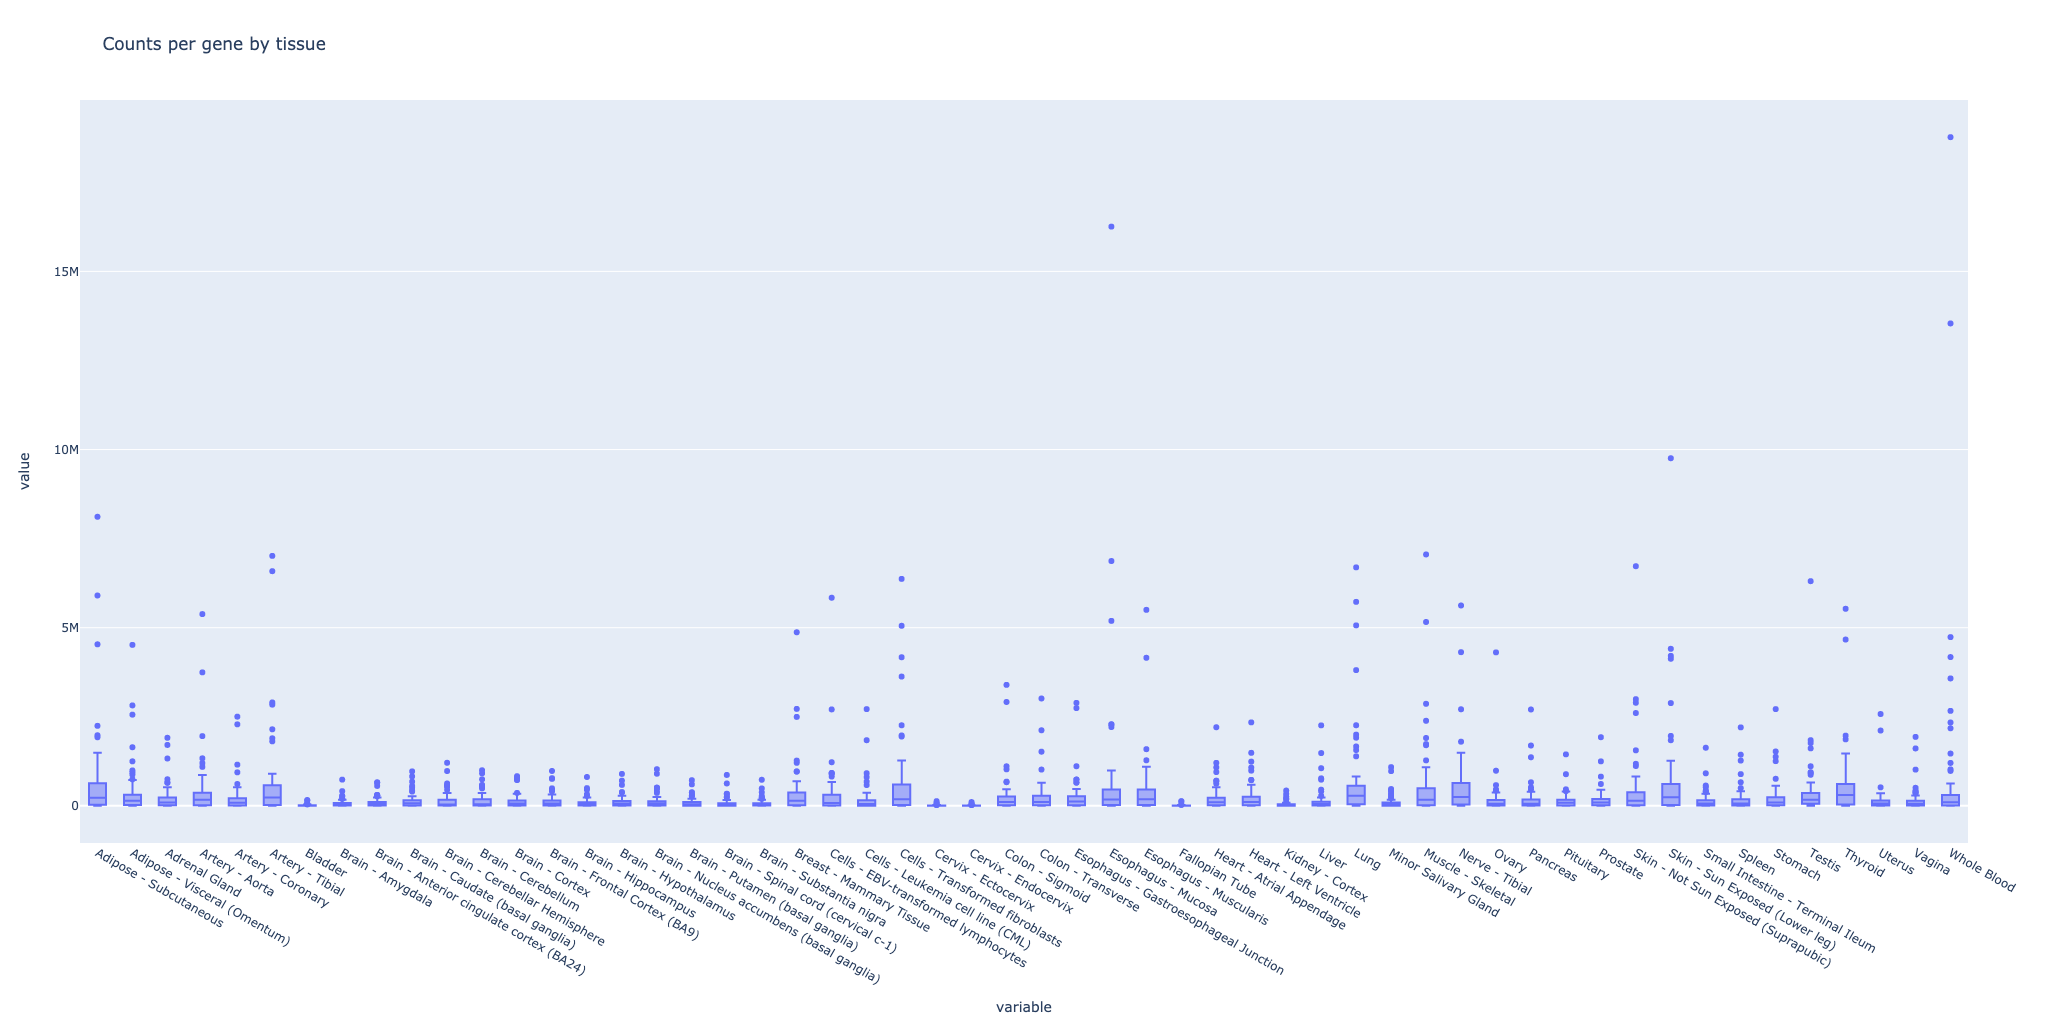 Counts per gene by tissue
value
15M
10M
5M
0
Adipose - Subcutaneous
Adipose - Visceral (Omentum)
Adrenal Gland
Artery - Aorta
Artery - Coronary
Artery - Tibial
Bladder
Brain - Amygdala
Brain - Anterior cingulate cortex (BA24)
Brain - Caudate (basal ganglia)
Brain - Cerebellar Hemisphere
Brain - Cerebellum
Brain - Cortex
Brain - Frontal Cortex (BA9)
Brain - Hippocampus
Brain - Hypothalamus
Brain - Nucleus accumbens (basal ganglia)
Brain - Putamen (basal ganglia)
Brain - Spinal cord (cervical c-1)
Brain - Substantia nigra
Breast - Mammary Tissue
Cells - EBV-transformed lymphocytes
Cells - Leukemia cell line (CML)
Cells - Transformed fibroblasts
Cervix - Ectocervix
Cervix - Endocervix
Colon - Sigmoid
Colon - Transverse
Esophagus - Gastroesophageal Junction
Esophagus - Mucosa
Esophagus - Muscularis
Fallopian Tube
Heart - Atrial Appendage
Heart - Left Ventricle
Kidney - Cortex
Liver
Lung
Minor Salivary Gland
Muscle - Skeletal
Nerve - Tibial
Ovary
Pancreas
Pituitary
Prostate
Skin - Not Sun Exposed (Suprapubic)
Skin - Sun Exposed (Lower leg)
Small Intestine - Terminal Ileum
Spleen
Stomach
Testis
Thyroid
Uterus
Vagina
Whole Blood
variable